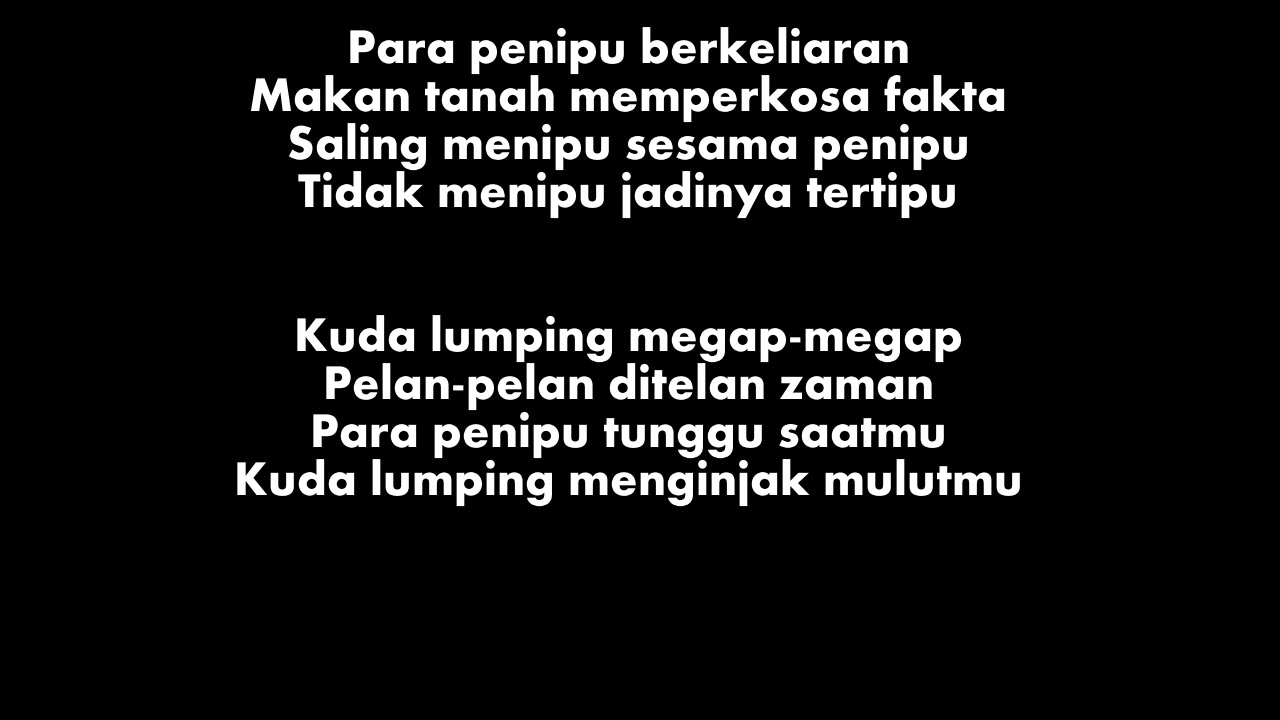 Para penipu berkeliaran
Makan tanah memperkosa fakta
Saling menipu sesama penipu
Tidak menipu jadinya tertipu
Kuda lumping megap-megap
Pelan-pelan ditelan zaman
Para penipu tunggu saatmu
Kuda lumping menginjak mulutmu